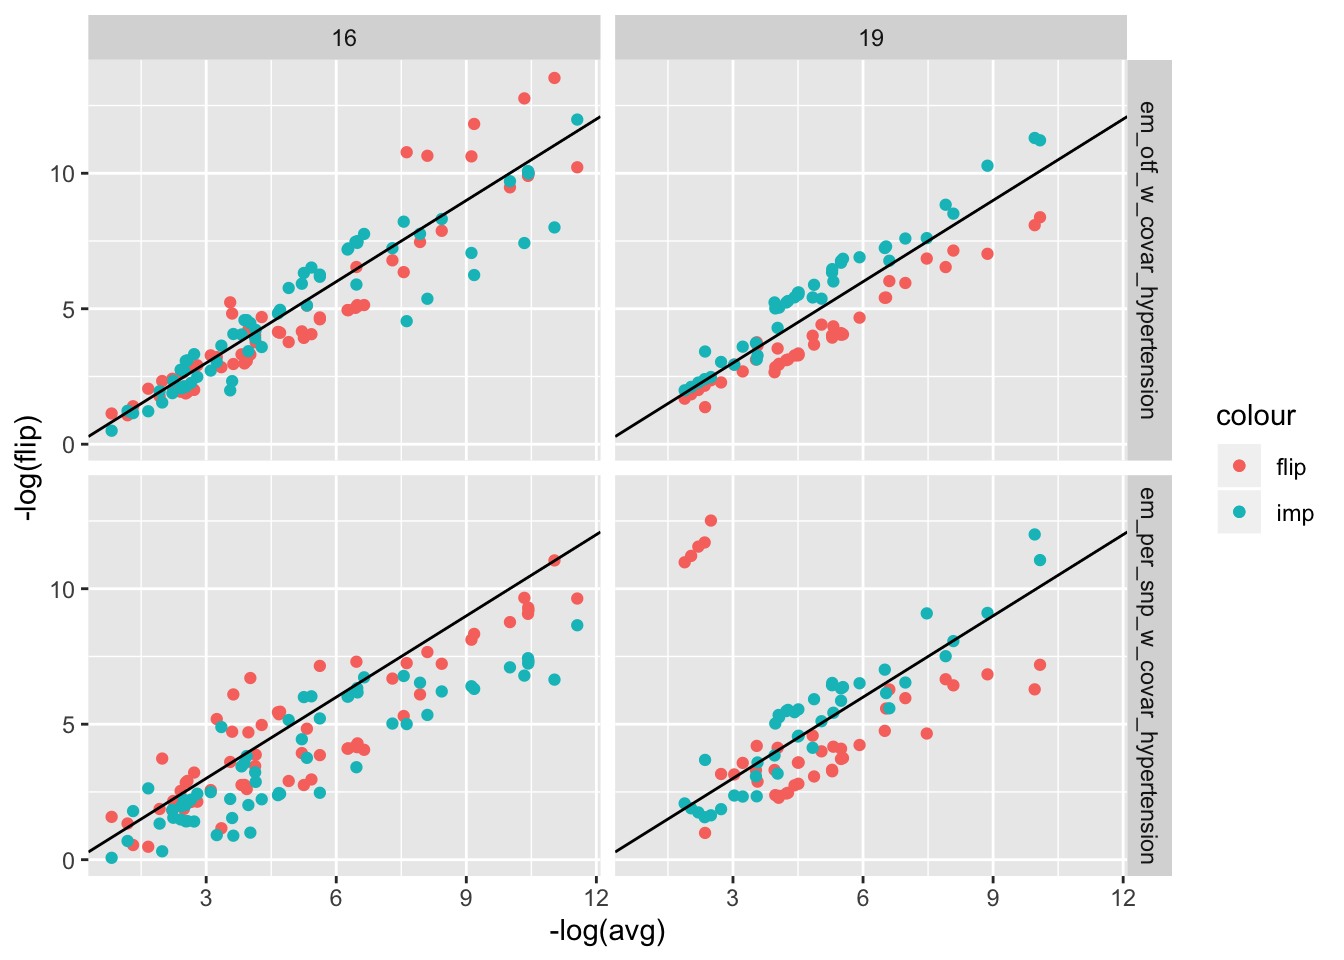 16
19
10
5
0
em_otf_w_covar_hypertension
-log(flip)
10
5
0
em_per_snp_w_covar_hypertension
3
6
9
12
3
6
9
12
-log(avg)
colour
flip
imp